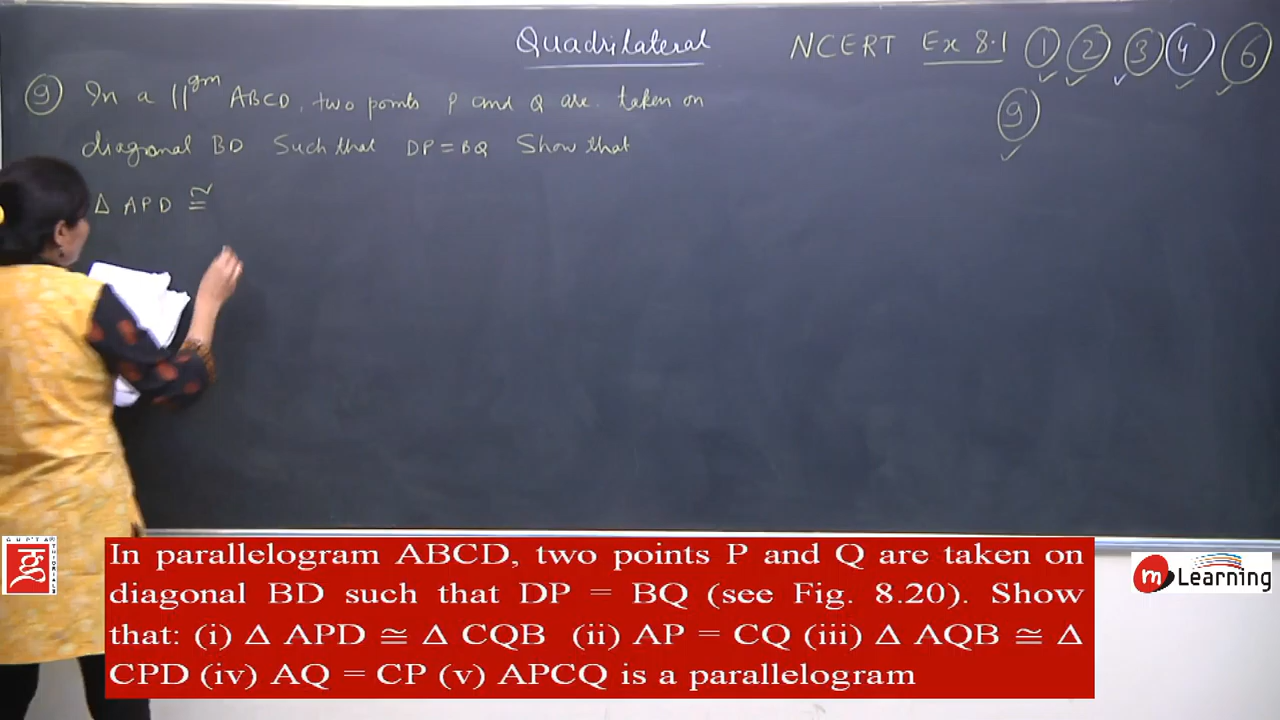 Quadrilateral NCERT Ex 8.1 1 2 3 4 6
9
9 In a ||gm ABCD, two points P and Q are. taken on
diagonal BD Such that DP = BQ Show that
Δ APD ≅
GUPTA TUTORIALS
In parallelogram ABCD, two points P and Q are taken on
diagonal BD such that DP = BQ (see Fig. 8.20). Show
that: (i) Δ APD ≅ Δ CQB (ii) AP = CQ (iii) Δ AQB ≅ Δ
CPD (iv) AQ = CP (v) APCQ is a parallelogram
m Learning